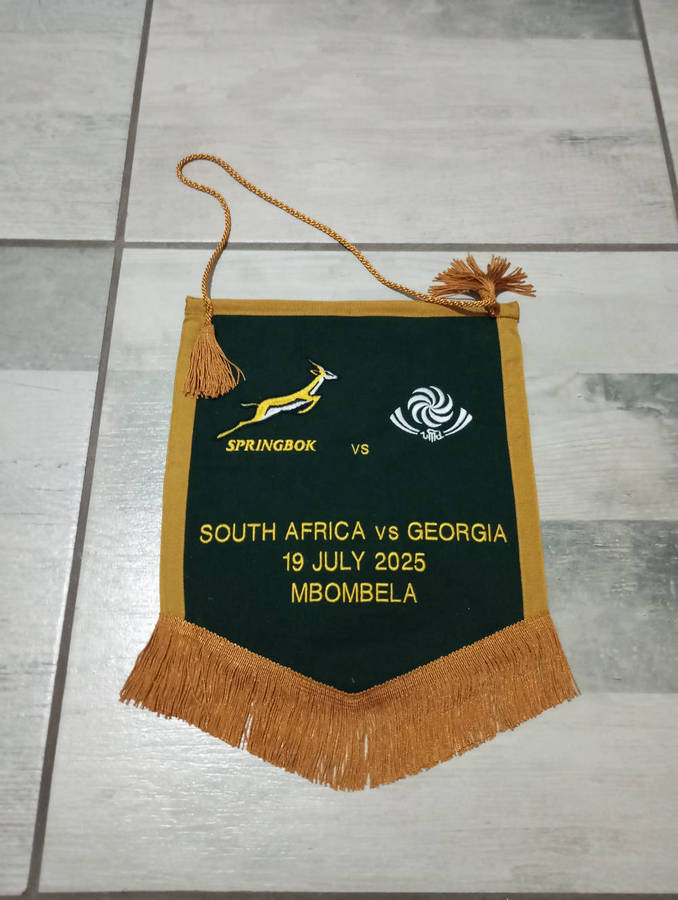 SPRINGBOK
vs
SOUTH AFRICA vs GEORGIA
19 JULY 2025
MBOMBELA